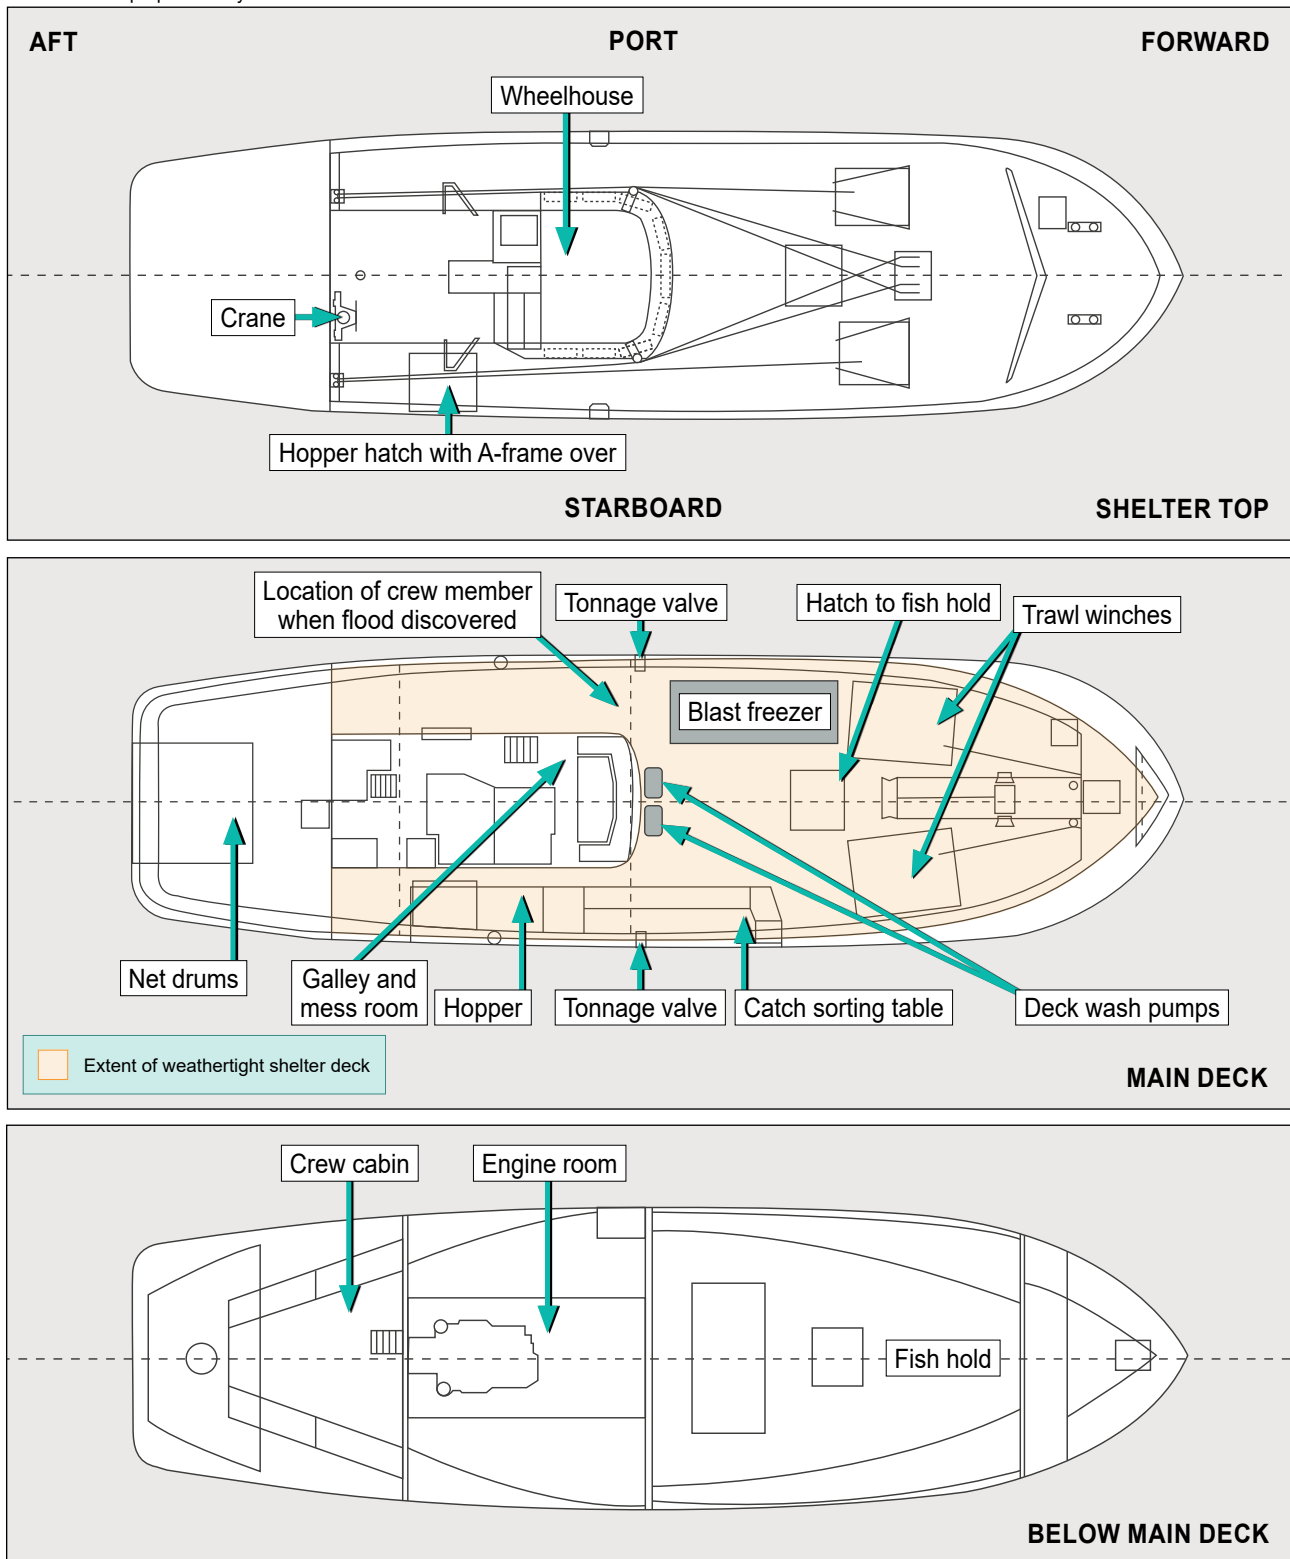 AFT
PORT
FORWARD
Wheelhouse
Crane
Hopper hatch with A-frame over
STARBOARD
SHELTER TOP
Location of crew member
when flood discovered
Tonnage valve
Hatch to fish hold
Trawl winches
Blast freezer
Net drums
Galley and
mess room
Hopper
Tonnage valve
Catch sorting table
Deck wash pumps
Extent of weathertight shelter deck
MAIN DECK
Crew cabin
Engine room
Fish hold
BELOW MAIN DECK